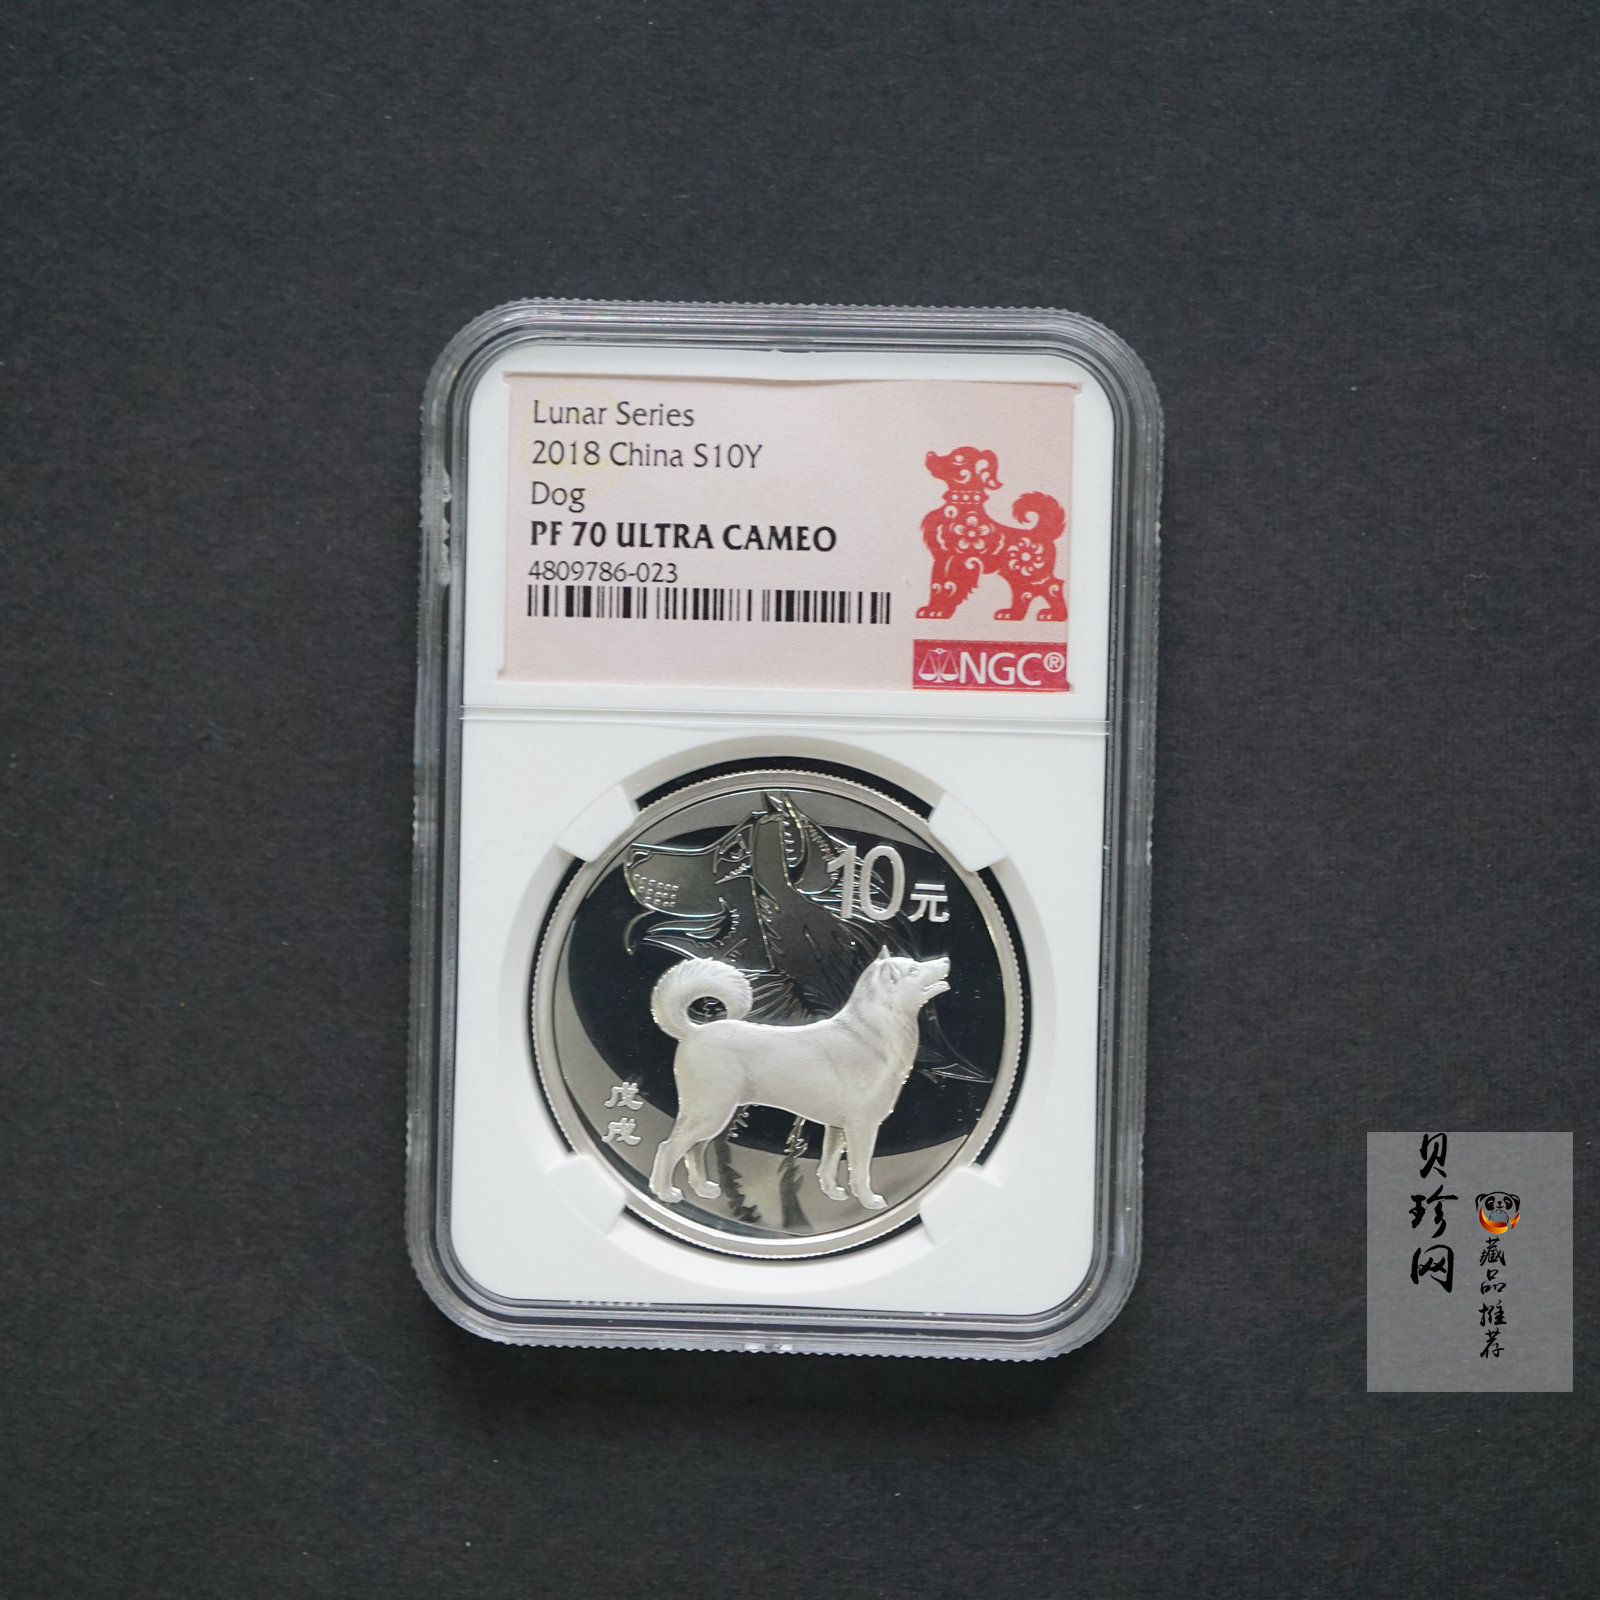 Lunar Series
2018 China S10Y
Dog
PF 70 ULTRA CAMEO
4809786-023
NGC®
10元
戊
戌
贝珍网
藏品推荐